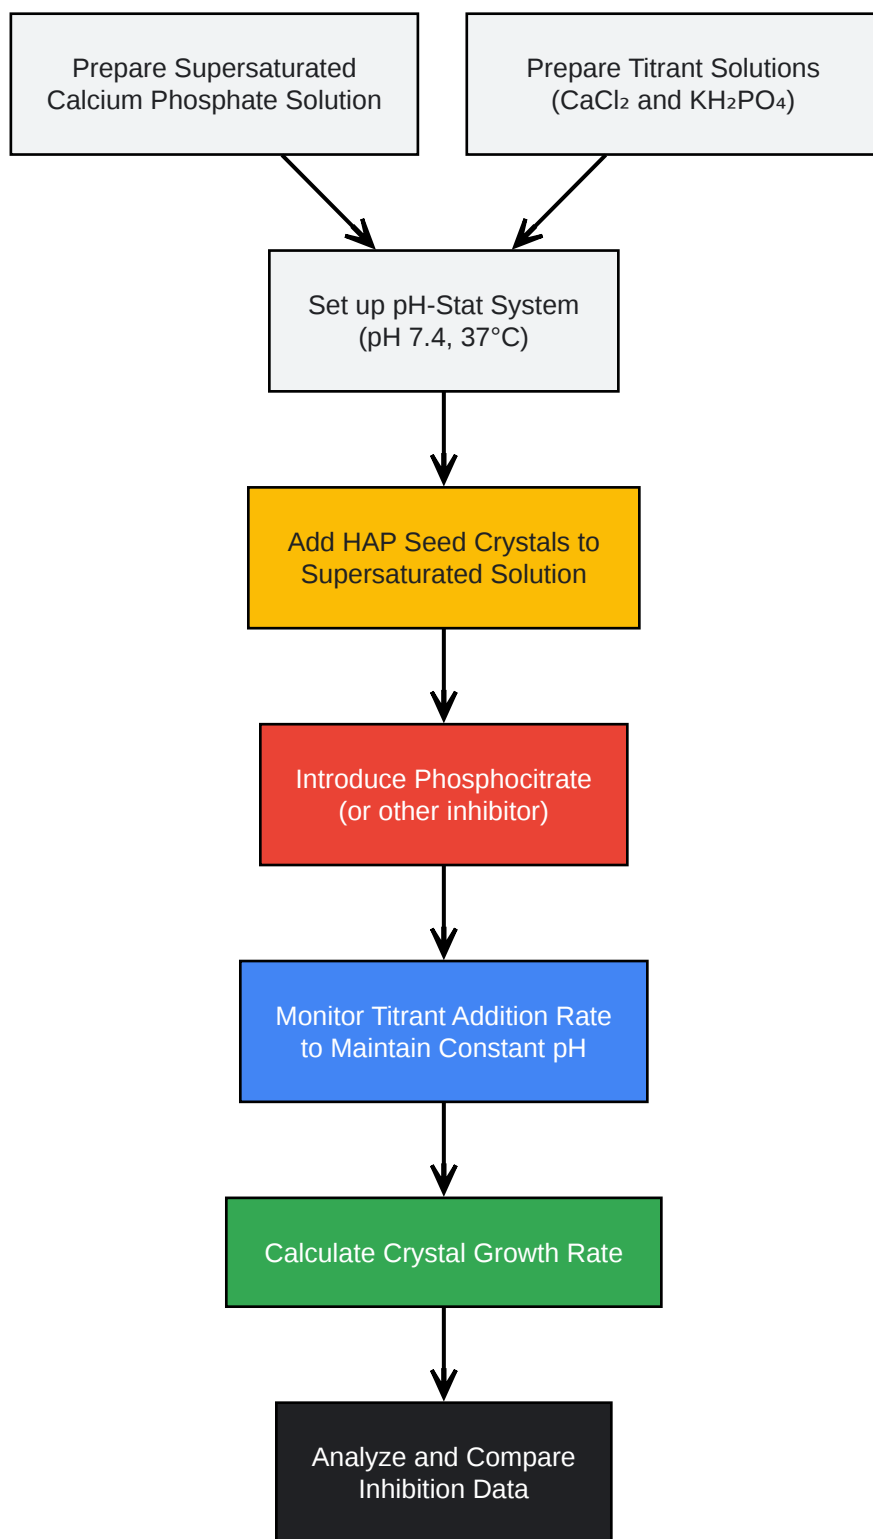 Prepare Supersaturated
Calcium Phosphate Solution
Prepare Titrant Solutions
(CaCl₂ and KH₂PO₄)
Set up pH-Stat System
(pH 7.4, 37°C)
Add HAP Seed Crystals to
Supersaturated Solution
Introduce Phosphocitrate
(or other inhibitor)
Monitor Titrant Addition Rate
to Maintain Constant pH
Calculate Crystal Growth Rate
Analyze and Compare
Inhibition Data